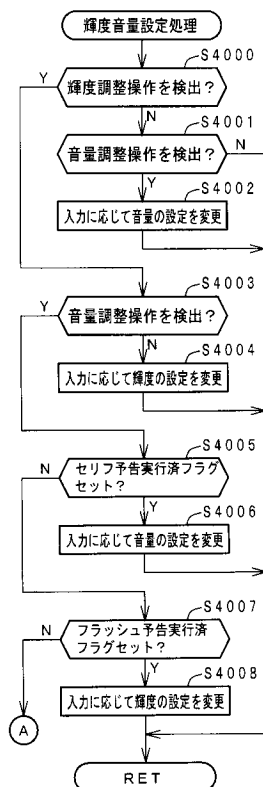 輝度音量設定処理
S4000
Y
輝度調整操作を検出？
N
S4001
音量調整操作を検出？
N
Y
S4002
入力に応じて音量の設定を変更
S4003
Y
音量調整操作を検出？
N
S4004
入力に応じて輝度の設定を変更
S4005
N
セリフ予告実行済フラグ
セット？
Y
S4006
入力に応じて音量の設定を変更
S4007
N
フラッシュ予告実行済
フラグセット？
Y
S4008
入力に応じて輝度の設定を変更
A
RET